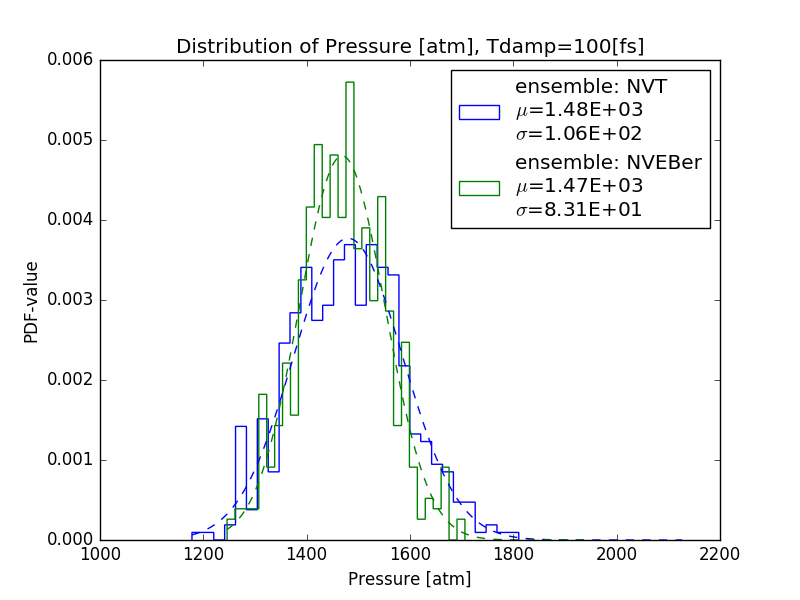 Distribution of Pressure [atm], Tdamp=100[fs]
0.006
0.005
0.004
0.003
0.002
0.001
0.000
PDF-value
ensemble: NVT
μ=1.48E+03
σ=1.06E+02
ensemble: NVEBer
μ=1.47E+03
σ=8.31E+01
1000 1200 1400 1600 1800 2000 2200
Pressure [atm]